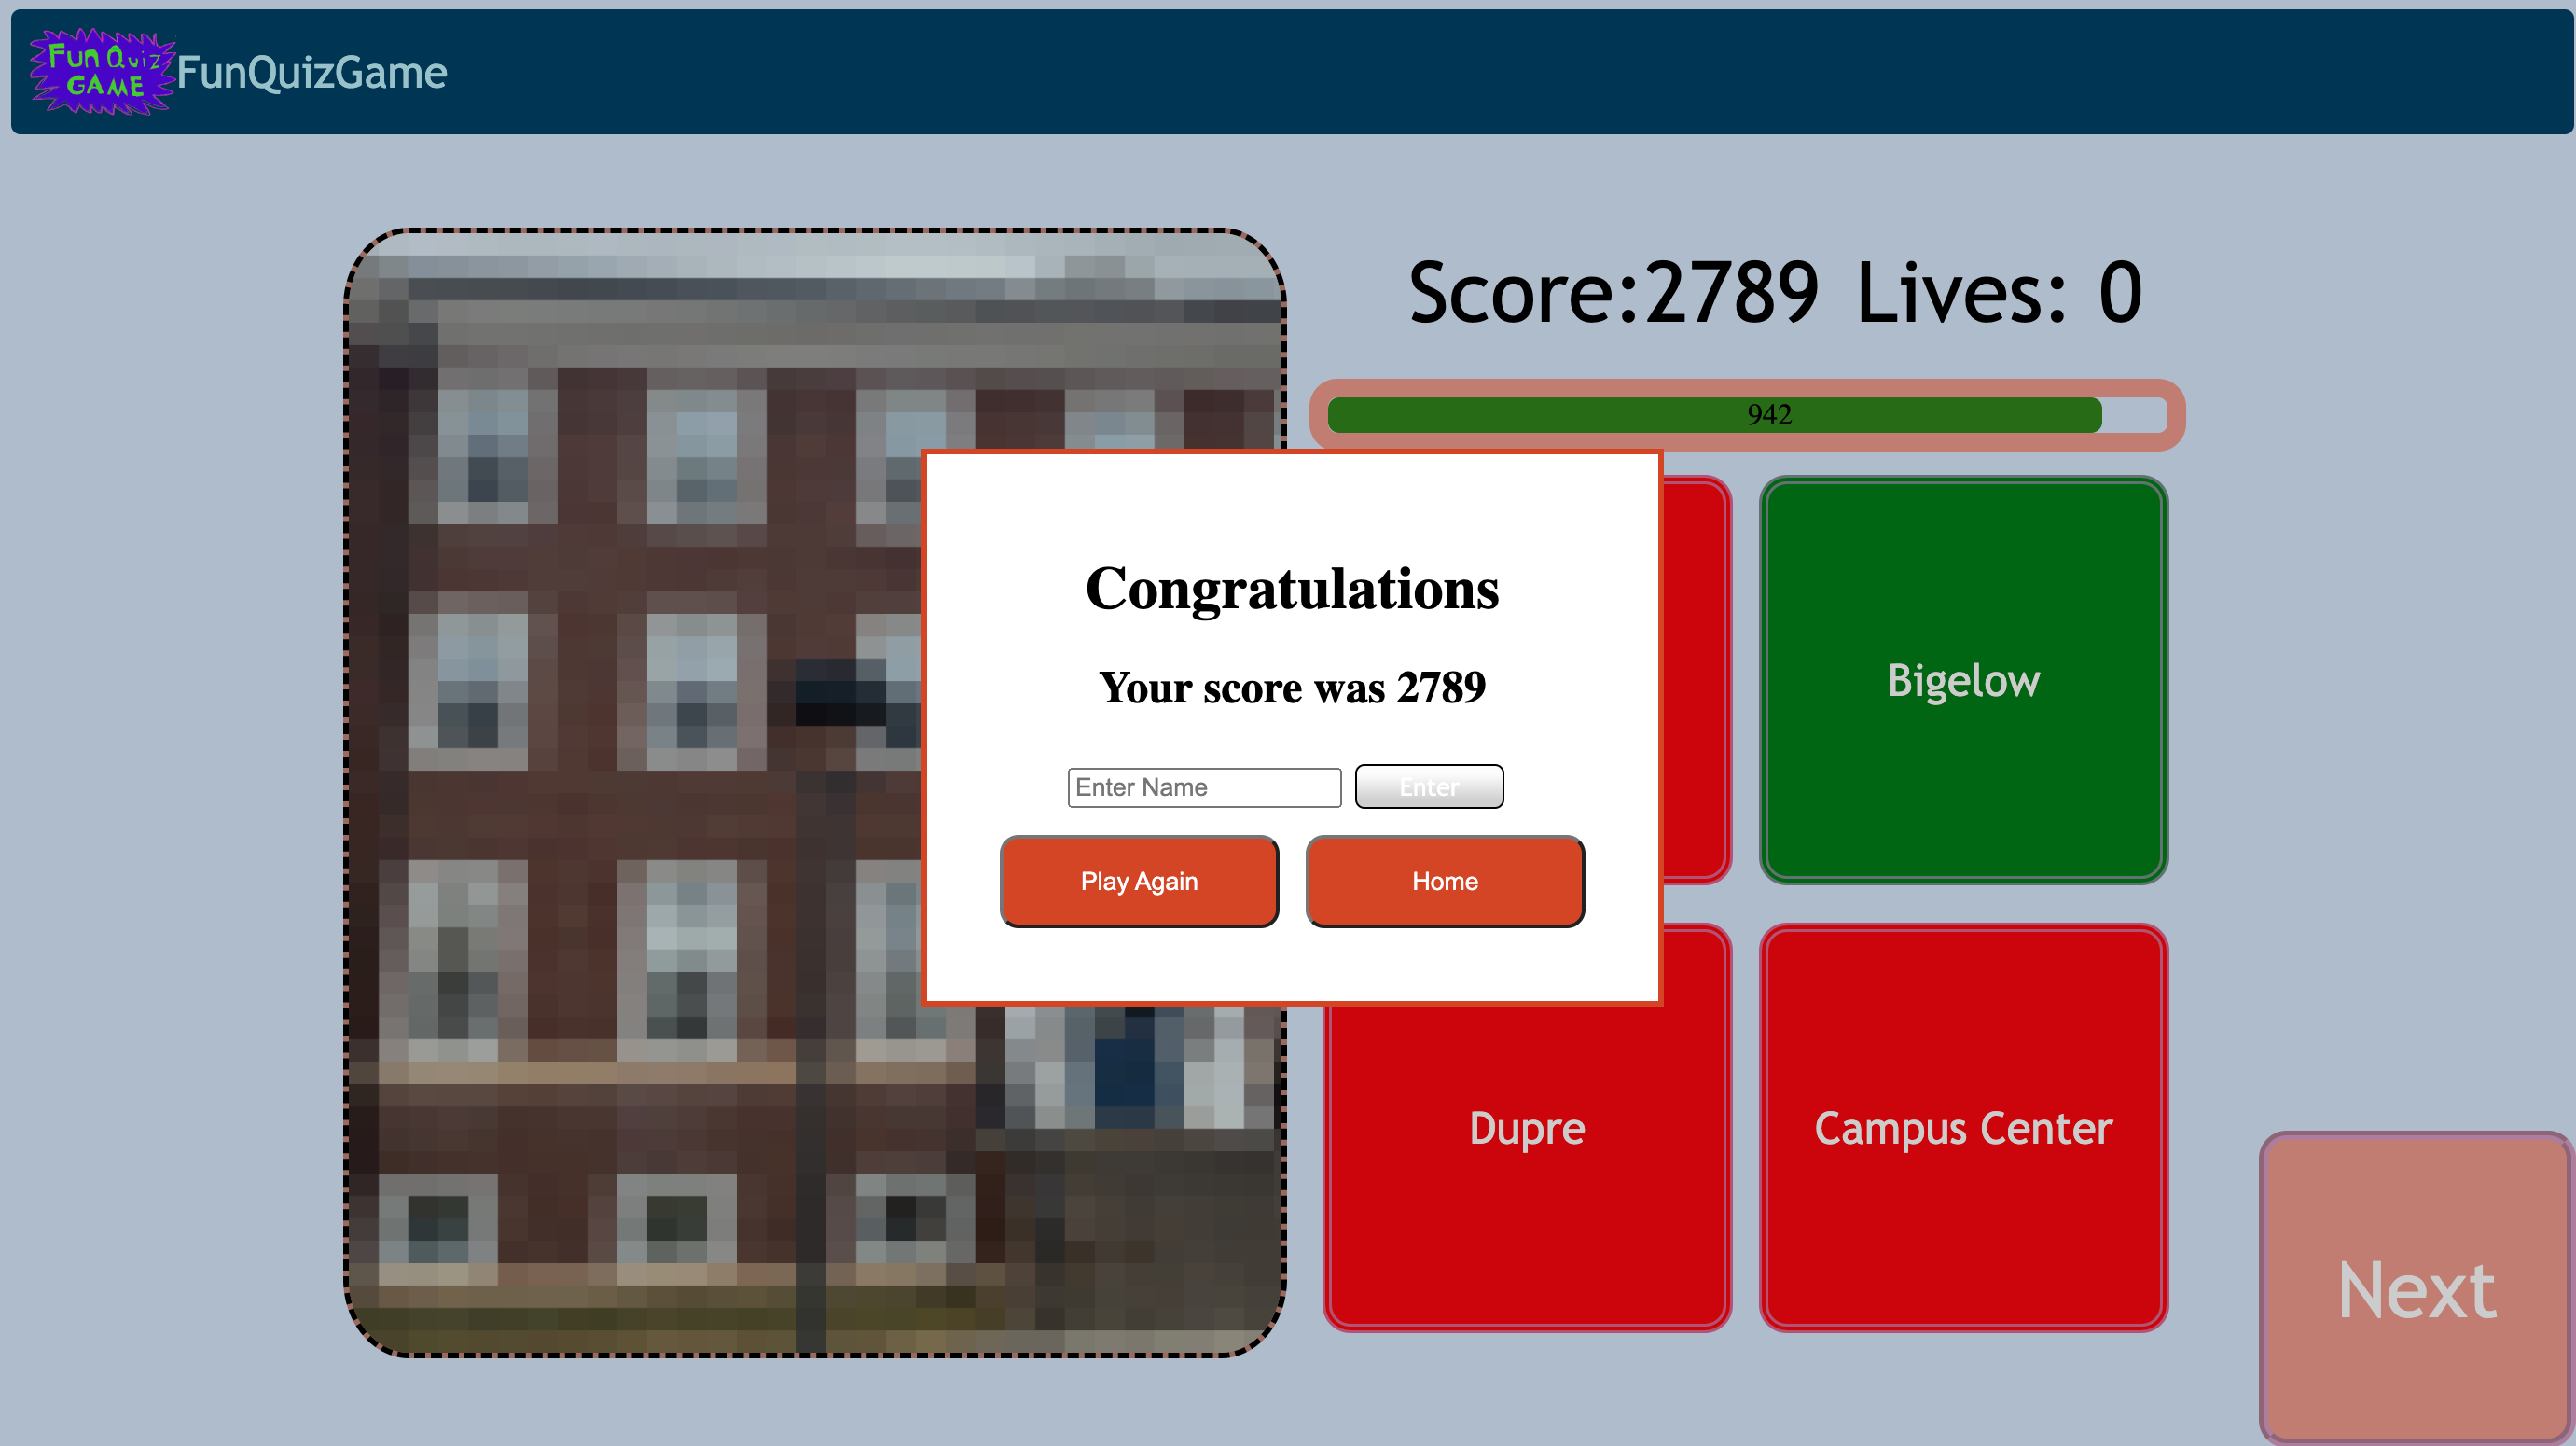 Fun Quiz
GAME
FunQuizGame
Score:2789 Lives: 0
942
Congratulations
Your score was 2789
Enter Name
Enter
Play Again
Home
Bigelow
Dupre
Campus Center
Next